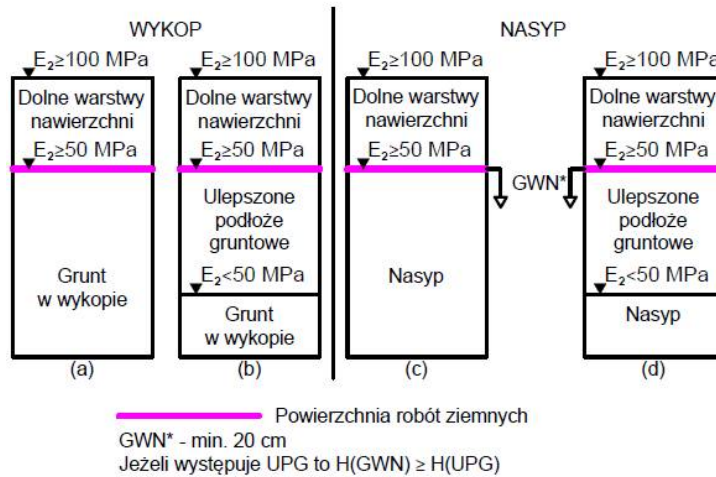 WYKOP
NASYP
E₂≥100 MPa
Dolne warstwy
nawierzchni
E₂≥50 MPa
Grunt
w wykopie
(a)
E₂≥100 MPa
Dolne warstwy
nawierzchni
E₂≥50 MPa
Ulepszone
podłoże
gruntowe
E₂<50 MPa
Grunt
w wykopie
(b)
E₂≥100 MPa
Dolne warstwy
nawierzchni
E₂≥50 MPa
Nasyp
(c)
GWN*
E₂≥100 MPa
Dolne warstwy
nawierzchni
E₂≥50 MPa
Ulepszone
podłoże
gruntowe
E₂<50 MPa
Nasyp
(d)
Powierzchnia robót ziemnych
GWN* - min. 20 cm
Jeżeli występuje UPG to H(GWN) ≥ H(UPG)